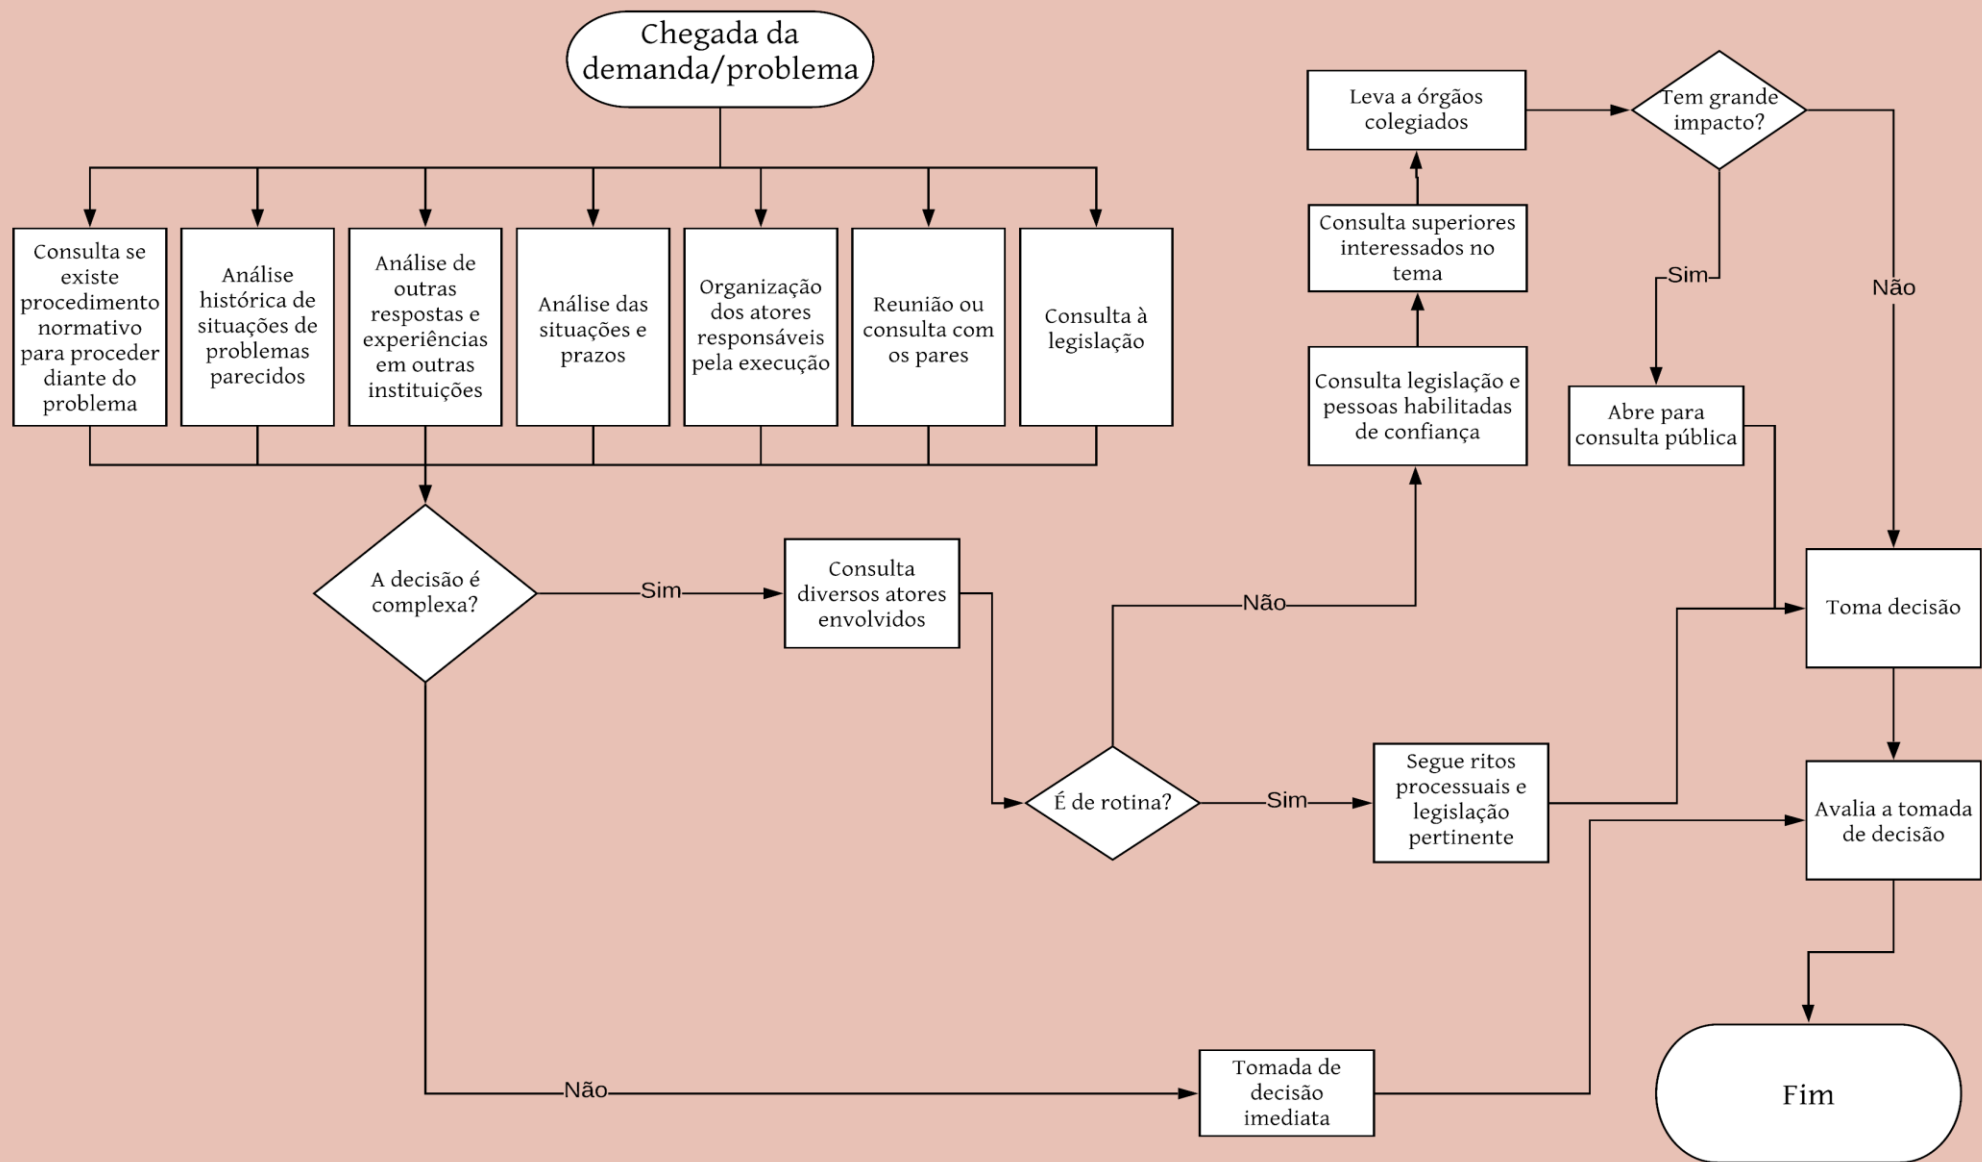 Chegada da
demanda/problema
Consulta se
existe
procedimento
normativo
para proceder
diante do
problema
Análise
histórica de
situações de
problemas
parecidos
Análise de
outras
respostas e
experiências
em outras
instituições
Análise das
situações e
prazos
Organização
dos atores
responsáveis
pela execução
Reunião ou
consulta com
os pares
Consulta à
legislação
A decisão é
complexa?
Sim
Consulta
diversos atores
envolvidos
É de rotina?
Não
Consulta legislação e
pessoas habilitadas
de confiança
Consulta superiores
interessados no
tema
Leva a órgãos
colegiados
Tem grande
impacto?
Sim
Abre para
consulta pública
Não
Toma decisão
Sim
Segue ritos
processuais e
legislação
pertinente
Avalia a tomada
de decisão
Não
Tomada de
decisão
imediata
Fim